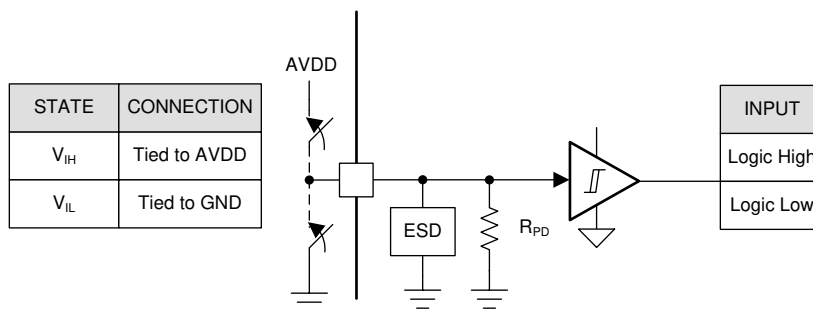 AVDD
STATE CONNECTION
V_IH Tied to AVDD
V_IL Tied to GND
ESD
R_PD
INPUT
Logic High
Logic Low